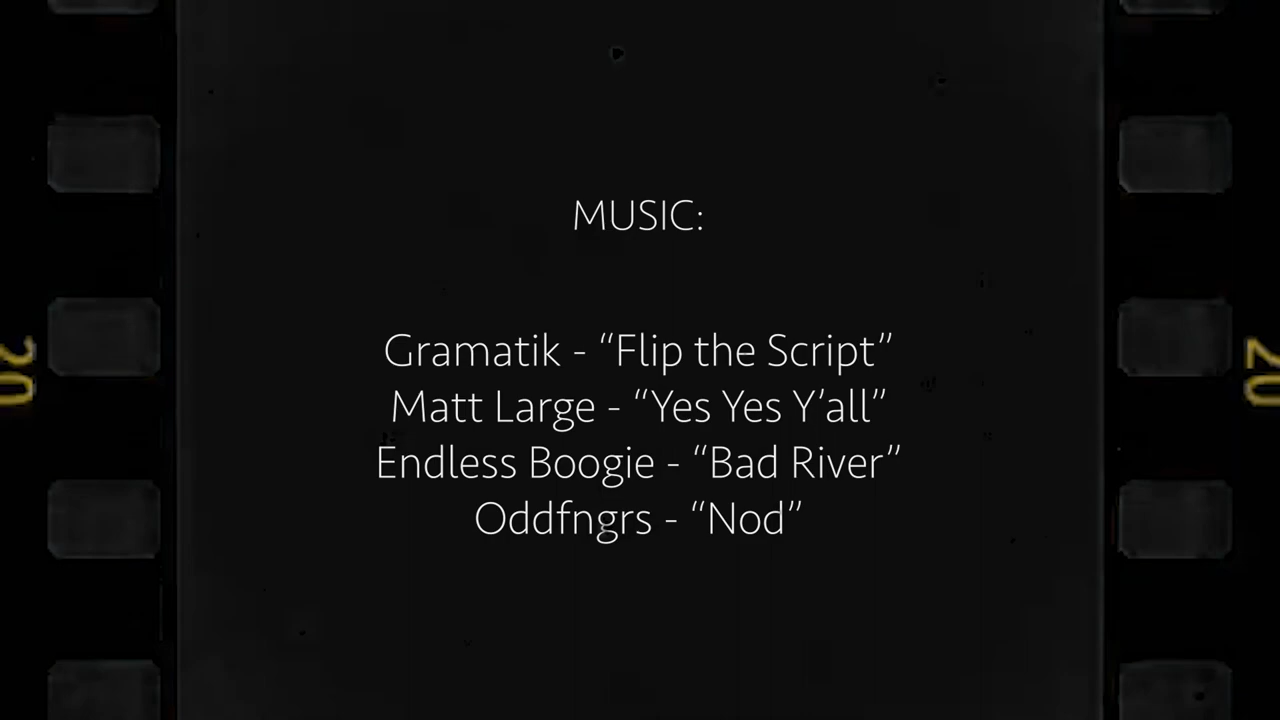 MUSIC:
Gramatik - “Flip the Script”
Matt Large - “Yes Yes Y’all”
Endless Boogie - “Bad River”
Oddfngrs - “Nod”
20
20